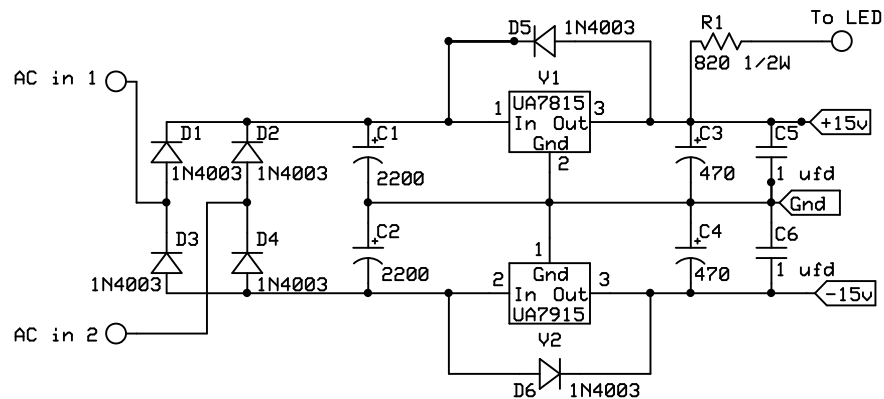 To LED
R1
820 1/2W
D5
1N4003
AC in 1
V1
UA7815
1
3
In Out
Gnd
2
+15v
D1
D2
C1
+
C3
+
C5
1N4003
1N4003
2200
470
1 ufd
Gnd
D3
D4
C2
+
1
C4
+
C6
1N4003
1N4003
2200
2
Gnd
3
470
1 ufd
In Out
UA7915
-15v
V2
AC in 2
D6
1N4003